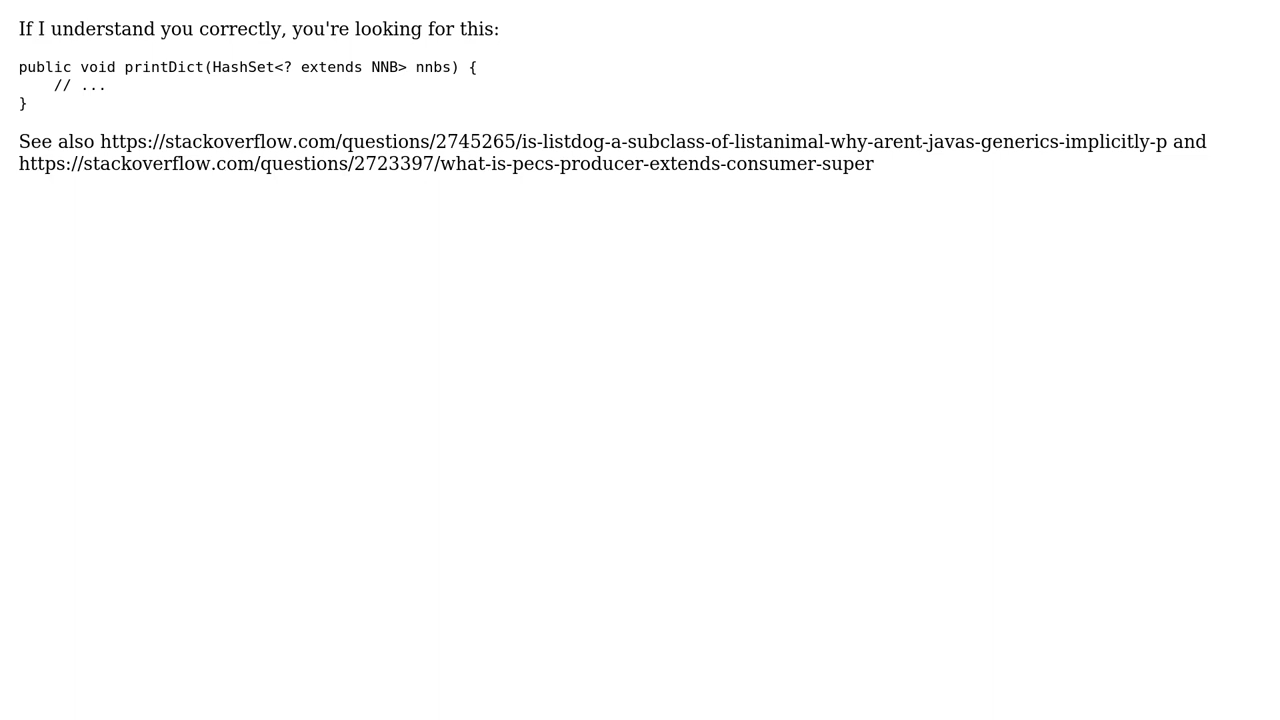 If I understand you correctly, you're looking for this:
public void printDict(HashSet<? extends NNB> nnbs) {
    // ...
}
See also https://stackoverflow.com/questions/2745265/is-listdog-a-subclass-of-listanimal-why-arent-javas-generics-implicitly-p and
https://stackoverflow.com/questions/2723397/what-is-pecs-producer-extends-consumer-super